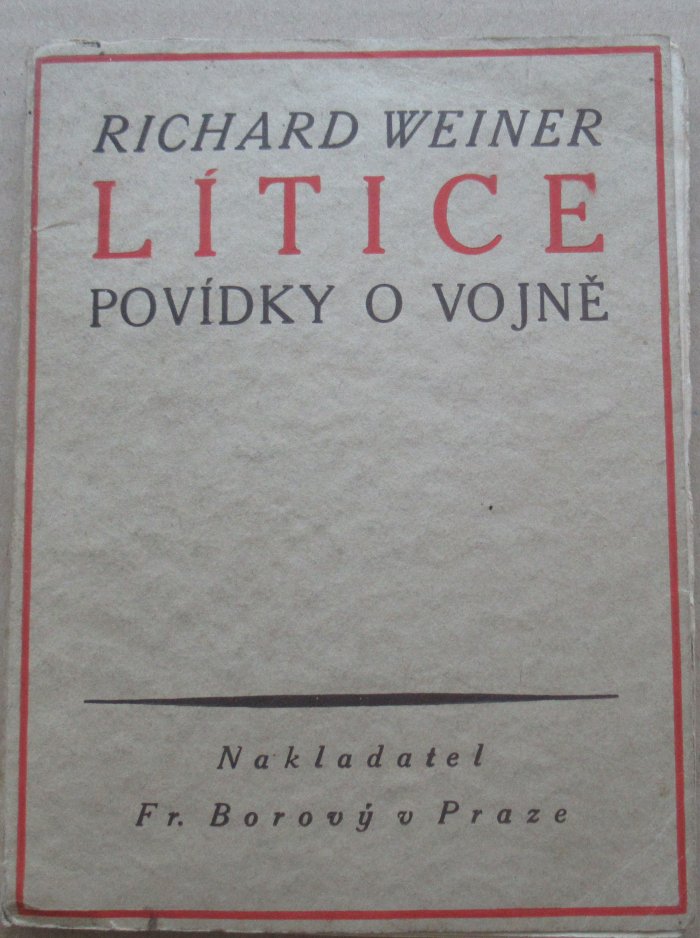 RICHARD WEINER
LÍTICE
POVÍDKY O VOJNĚ
Nakladatel
Fr. Borový v Praze